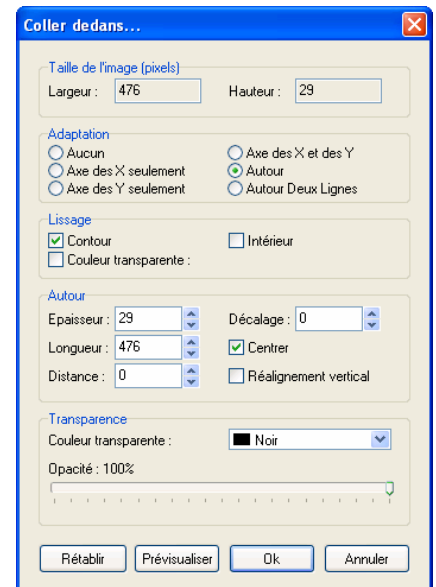 Coller dedans...
Taille de l'image (pixels)
Largeur : 476 Hauteur : 29
Adaptation
Aucun Axe des X et des Y
Axe des X seulement Autour
Axe des Y seulement Autour Deux Lignes
Lissage
Contour Intérieur
Couleur transparente :
Autour
Epaisseur : 29 Décalage : 0
Longueur : 476 Centrer
Distance : 0 Réalignement vertical
Transparence
Couleur transparente : Noir
Opacité : 100%
Rétablir Prévisualiser Ok Annuler